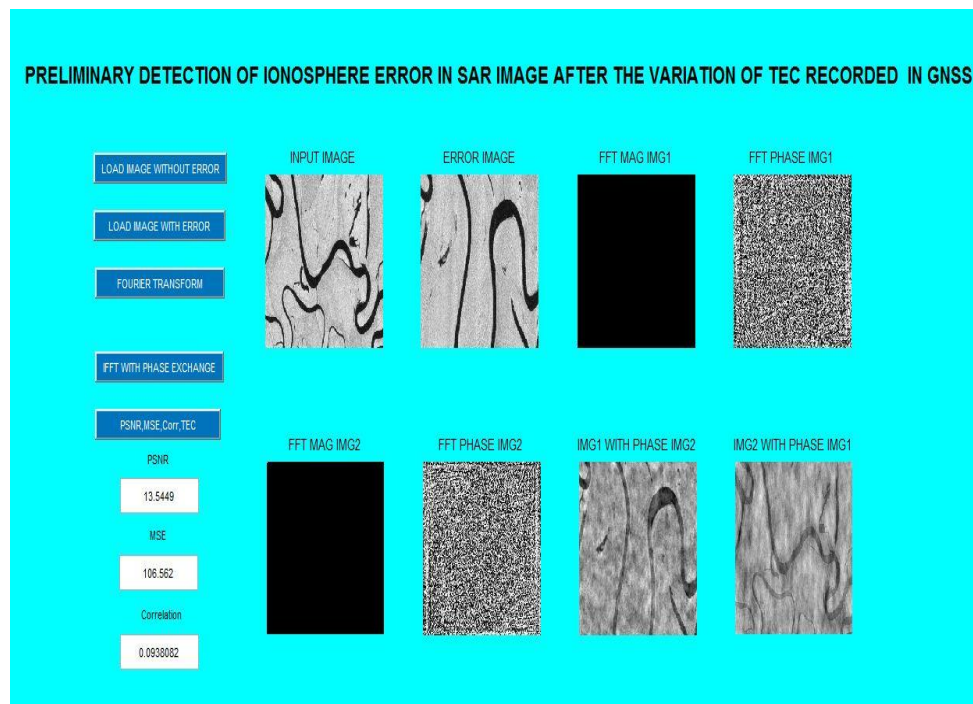 PRELIMINARY DETECTION OF IONOSPHERE ERROR IN SAR IMAGE AFTER THE VARIATION OF TEC RECORDED IN GNSS
LOAD IMAGE WITHOUT ERROR
LOAD IMAGE WITH ERROR
FOURIER TRANSFORM
IFFT WITH PHASE EXCHANGE
PSNR,MSE,Corr,TEC
PSNR
13.5449
MSE
106.562
Correlation
0.0938082
INPUT IMAGE
ERROR IMAGE
FFT MAG IMG1
FFT PHASE IMG1
FFT MAG IMG2
FFT PHASE IMG2
IMG1 WITH PHASE IMG2
IMG2 WITH PHASE IMG1